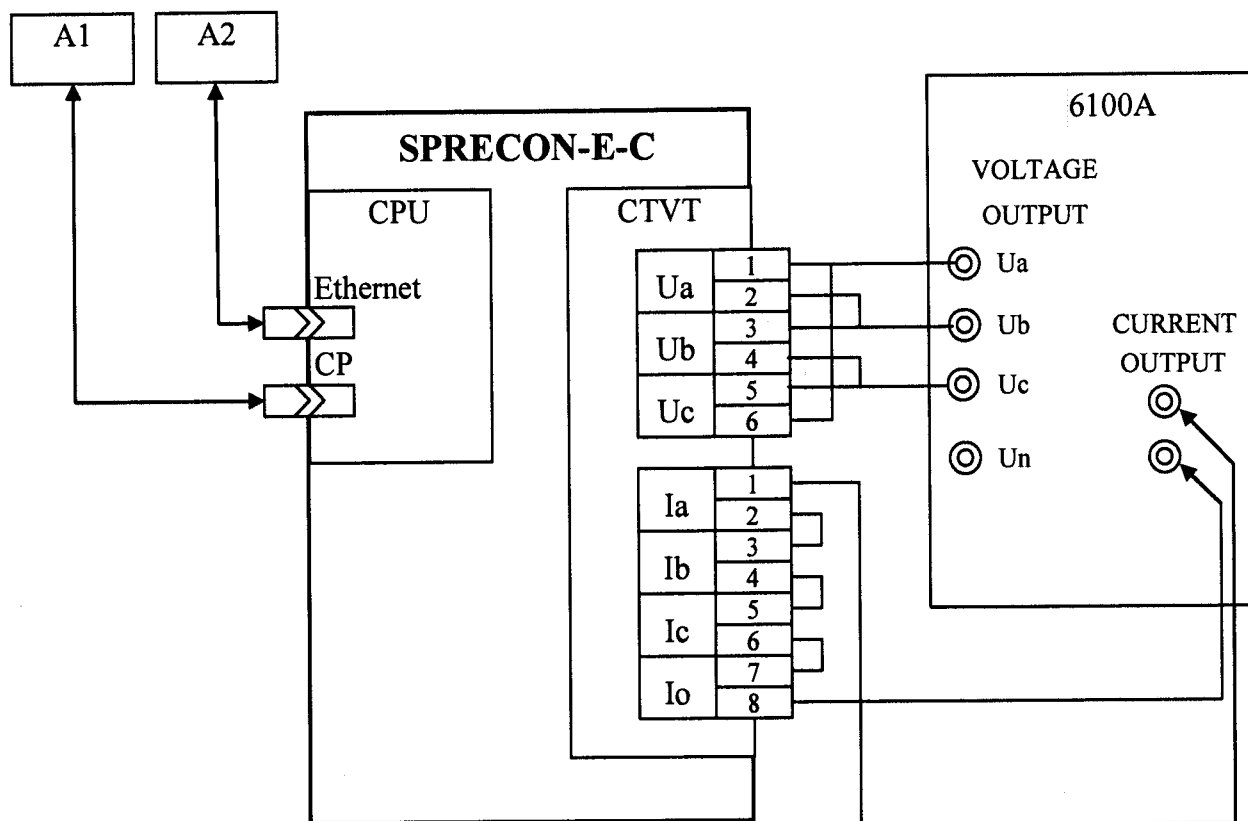 A1
A2
6100A
SPRECON-E-C
VOLTAGE
OUTPUT
CPU
CTVT
Ua
1
2
Ub
3
4
Uc
5
6
Ethernet
CP
Ua
Ub
Uc
Un
CURRENT
OUTPUT
Ia
1
2
Ib
3
4
Ic
5
6
Io
7
8